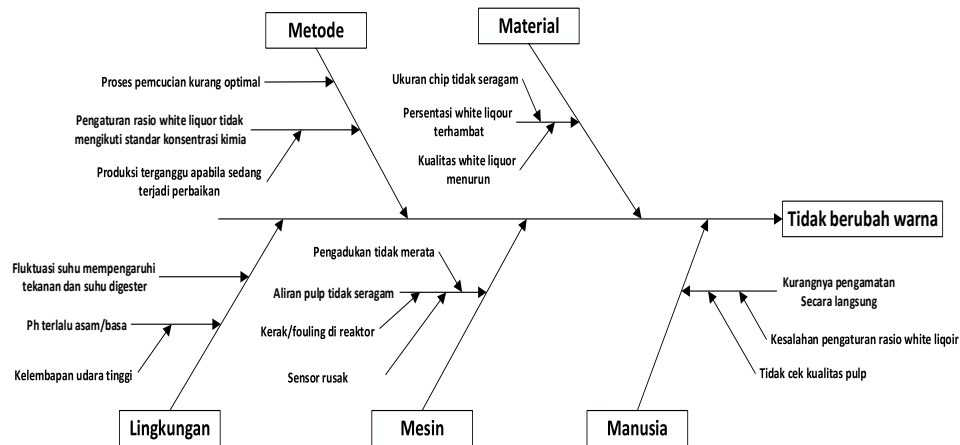 Metode
Material
Proses pemcucian kurang optimal
Pengaturan rasio white liquor tidak
mengikuti standar konsentrasi kimia
Produksi terganggu apabila sedang
terjadi perbaikan
Ukuran chip tidak seragam
Persentasi white liqour
terhambat
Kualitas white liquor
menurun
Tidak berubah warna
Fluktuasi suhu mempengaruhi
tekanan dan suhu digester
Ph terlalu asam/basa
Kelembapan udara tinggi
Pengadukan tidak merata
Aliran pulp tidak seragam
Kerak/fouling di reaktor
Sensor rusak
Kurangnya pengamatan
Secara langsung
Kesalahan pengaturan rasio white liqoir
Tidak cek kualitas pulp
Lingkungan
Mesin
Manusia